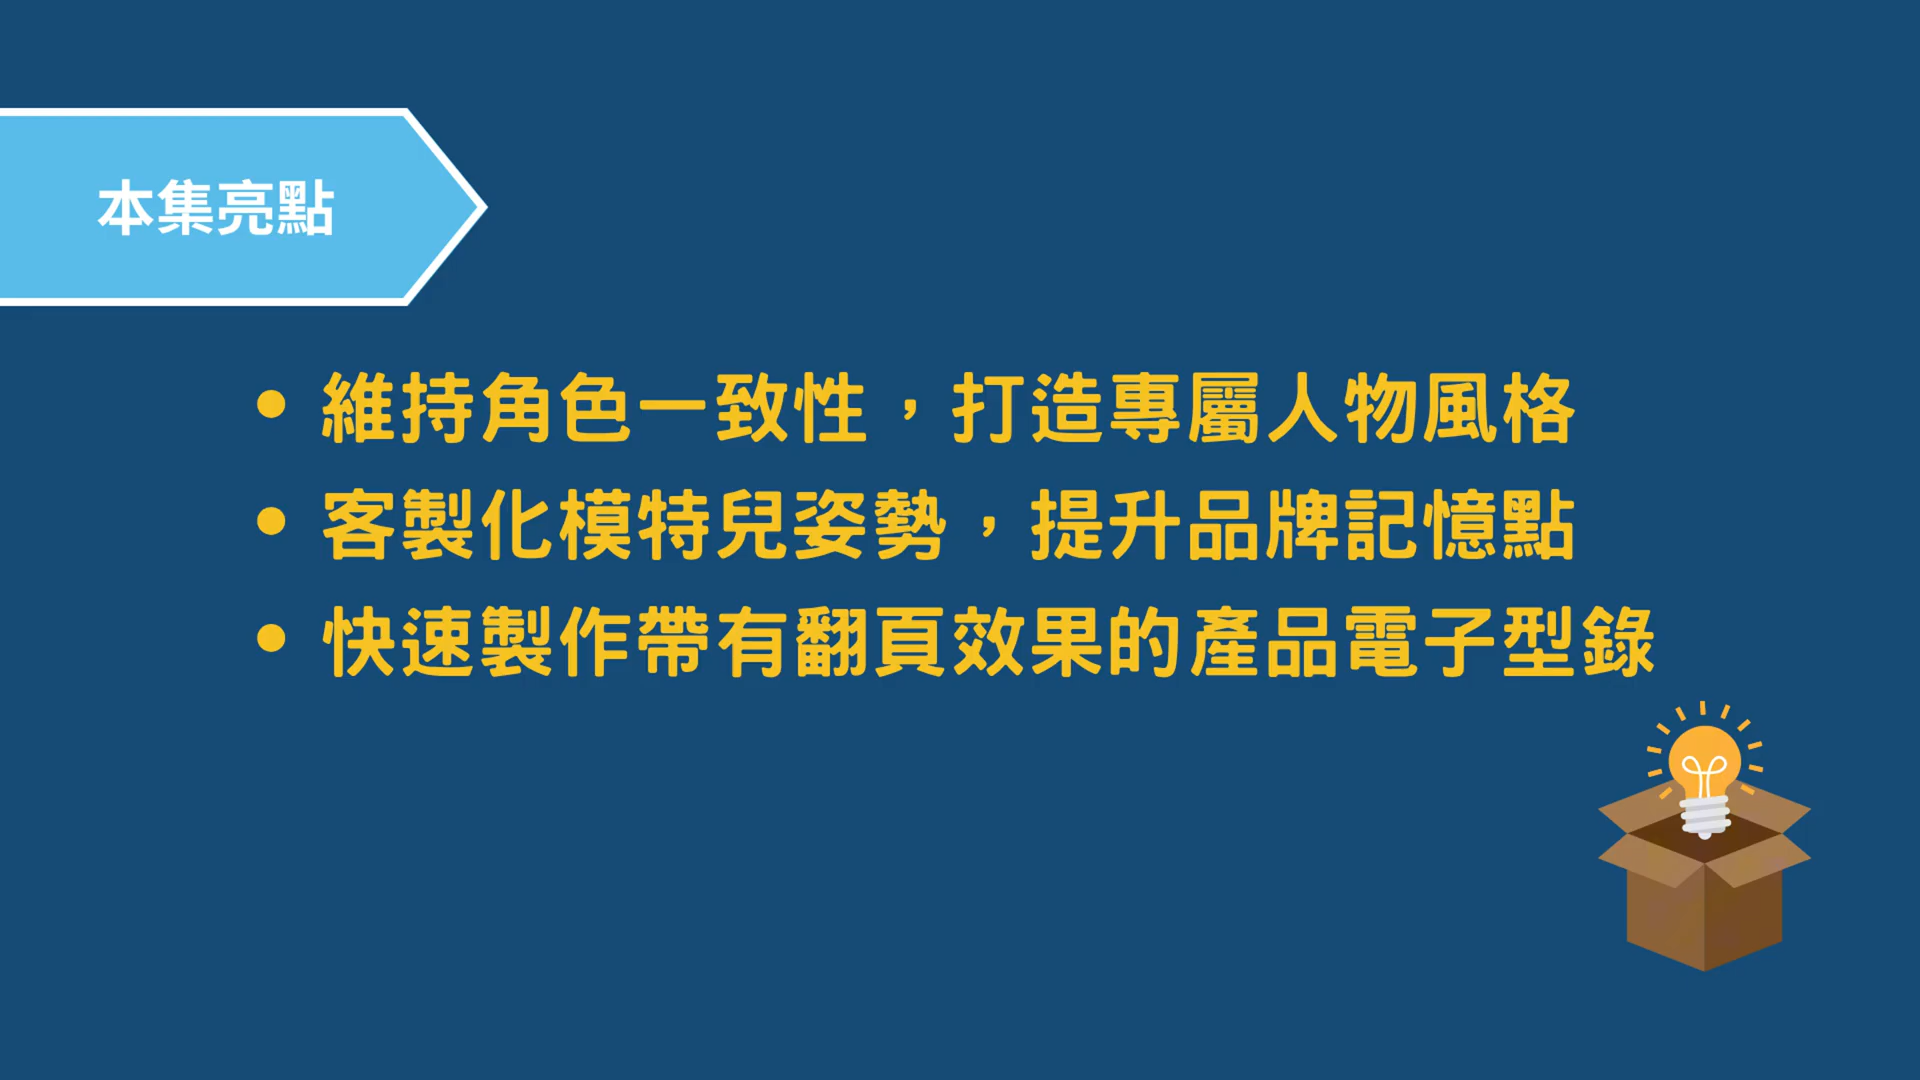 本集亮點
• 維持角色一致性，打造專屬人物風格
• 客製化模特兒姿勢，提升品牌記憶點
• 快速製作帶有翻頁效果的產品電子型錄